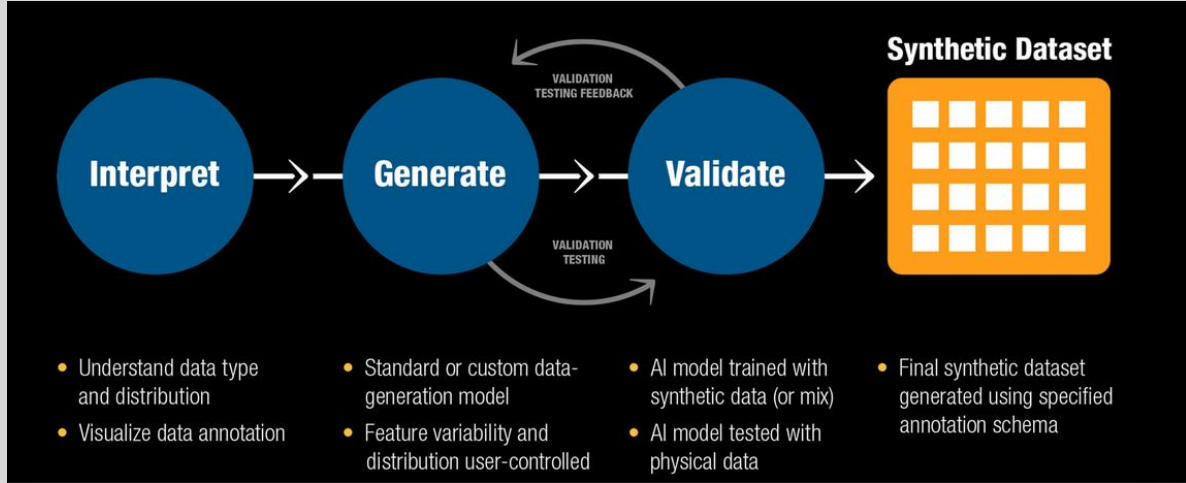 Synthetic Dataset
VALIDATION
TESTING FEEDBACK
Interpret
Generate
Validate
VALIDATION
TESTING
• Understand data type
and distribution
• Visualize data annotation
• Standard or custom data-
generation model
• Feature variability and
distribution user-controlled
• AI model trained with
synthetic data (or mix)
• AI model tested with
physical data
• Final synthetic dataset
generated using specified
annotation schema